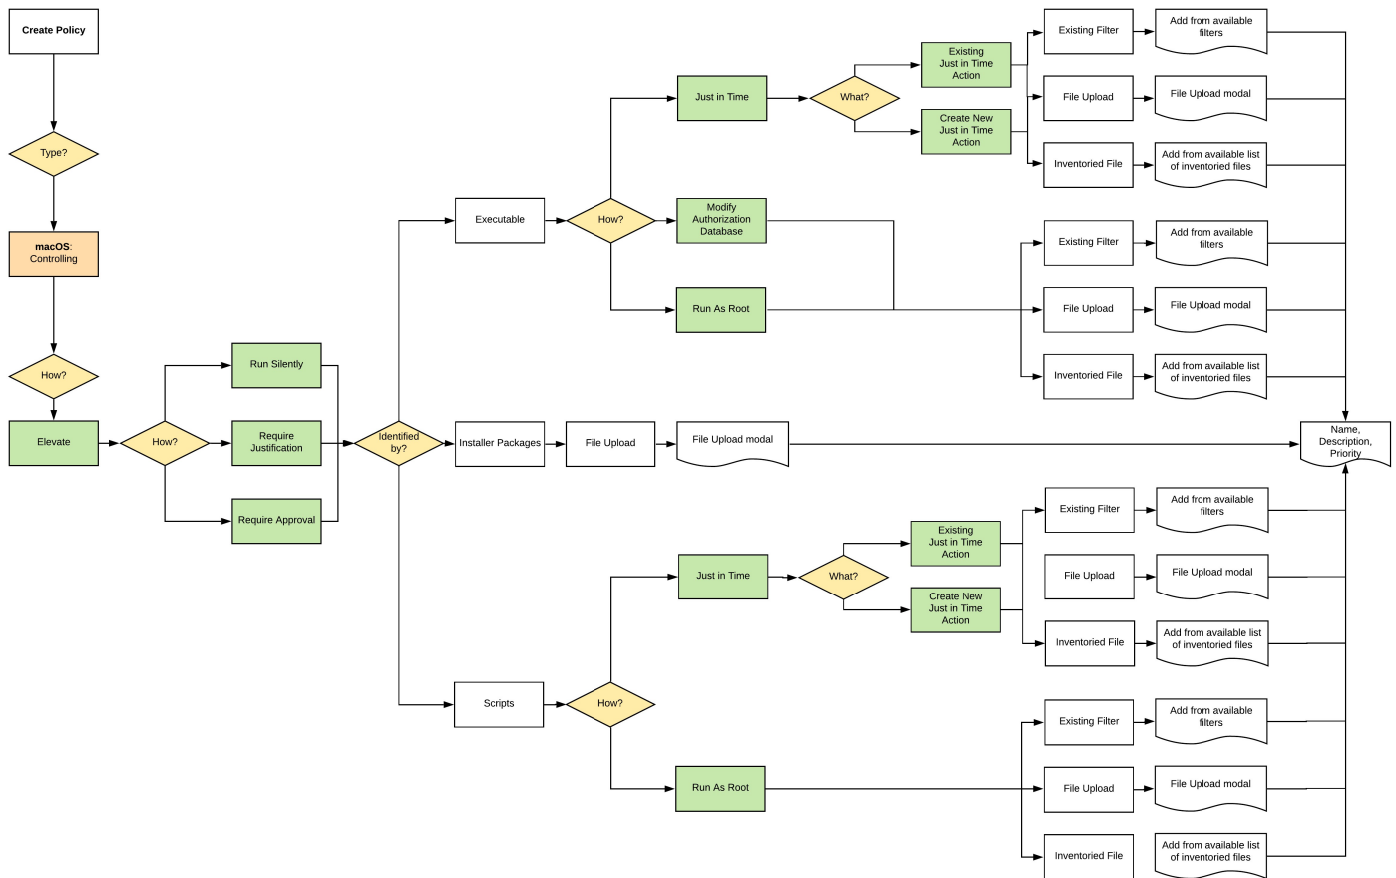 Create Policy
Type?
macOS:
Controlling
How?
Elevate
How?
Run Silently
Require
Justification
Require Approval
Identified
by?
Executable
How?
Just in Time
What?
Existing
Just in Time
Action
Create New
Just in Time
Action
Existing Filter
Add from available
filters
File Upload
File Upload modal
Inventoried File
Add from available list
of inventoried files
Modify
Authorization
Database
Run As Root
Existing Filter
Add from available
filters
File Upload
File Upload modal
Inventoried File
Add from available list
of inventoried files
Installer Packages
File Upload
File Upload modal
Name,
Description,
Priority
Scripts
How?
Just in Time
What?
Existing
Just in Time
Action
Create New
Just in Time
Action
Existing Filter
Add from available
filters
File Upload
File Upload modal
Inventoried File
Add from available list
of inventoried files
Run As Root
Existing Filter
Add from available
filters
File Upload
File Upload modal
Inventoried File
Add from available list
of inventoried files